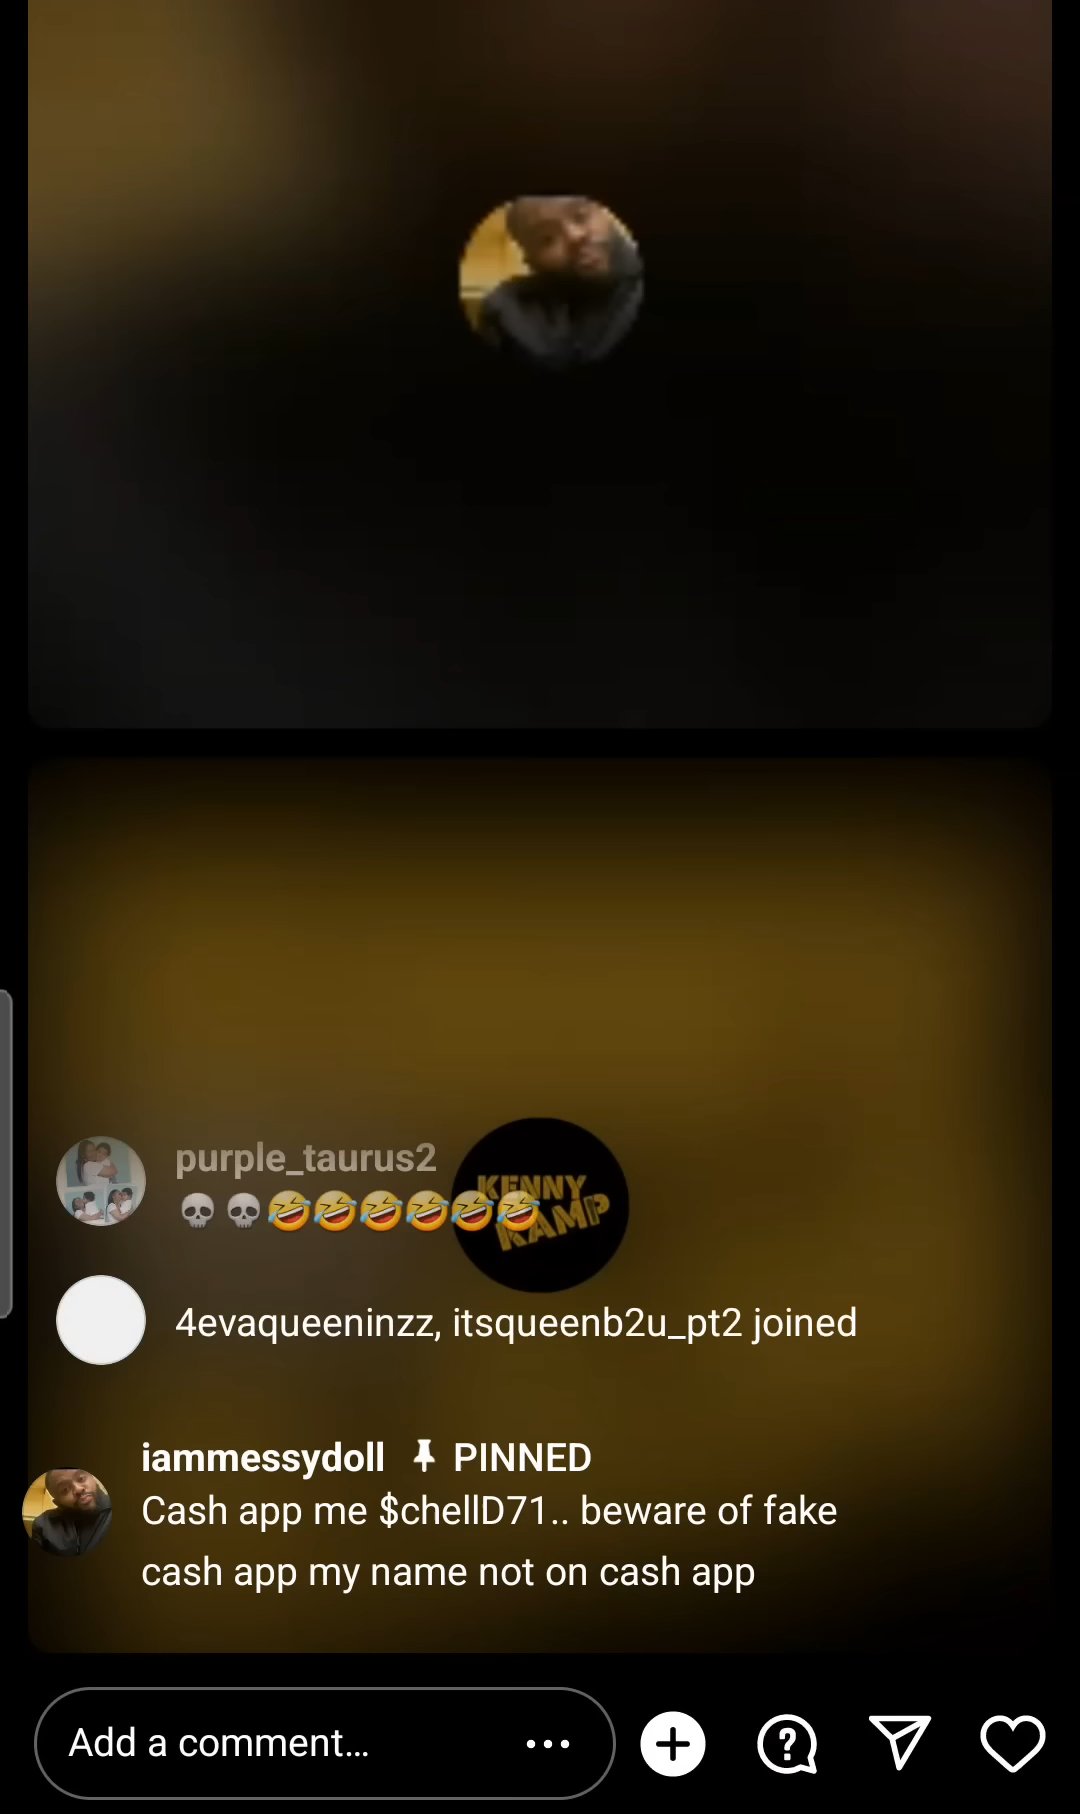 purple_taurus2
💀💀🤣🤣🤣🤣🤣🤣
KENNY
KAMP
4evaqueeninzz, itsqueenb2u_pt2 joined
iammessydoll 📌 PINNED
Cash app me $chellD71.. beware of fake
cash app my name not on cash app
Add a comment…